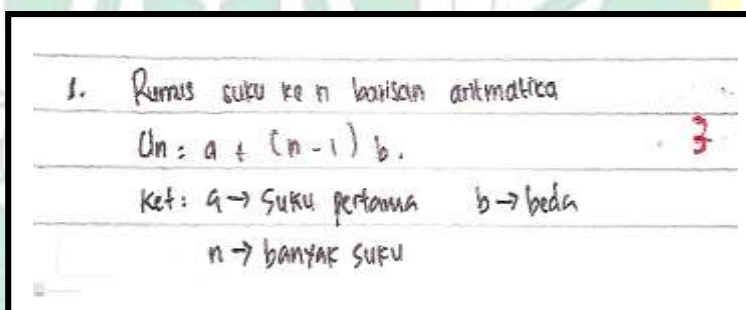 1. Rumus suku ke n barisan aritmatika
Un = a + (n - 1) b.
3
Ket : a → suku pertama b → beda
n → banyak suku